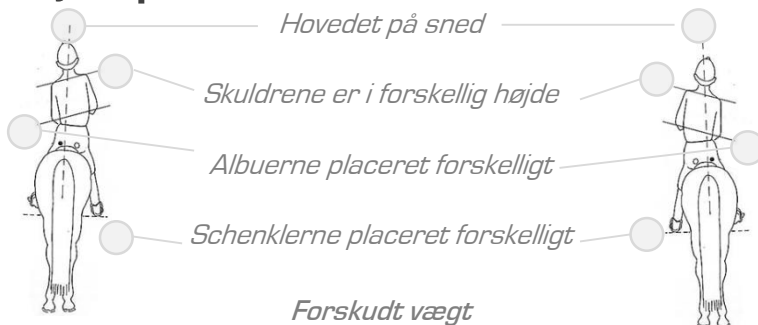 Hovedet på sned
Skuldrene er i forskellig højde
Albuerne placeret forskelligt
Schenklerne placeret forskelligt
Forskudt vægt